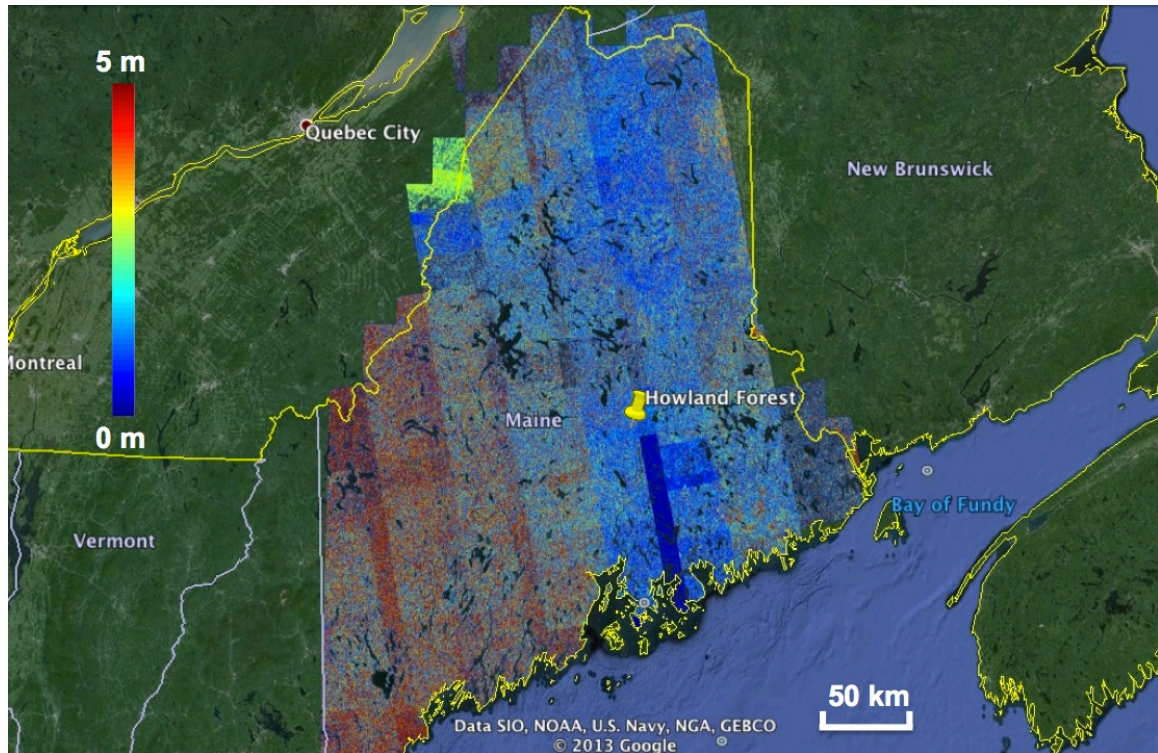 5 m
Quebec City
New Brunswick
Montreal
Howland Forest
Maine
0 m
Bay of Fundy
Vermont
50 km
Data SIO, NOAA, U.S. Navy, NGA, GEBCO
© 2013 Google